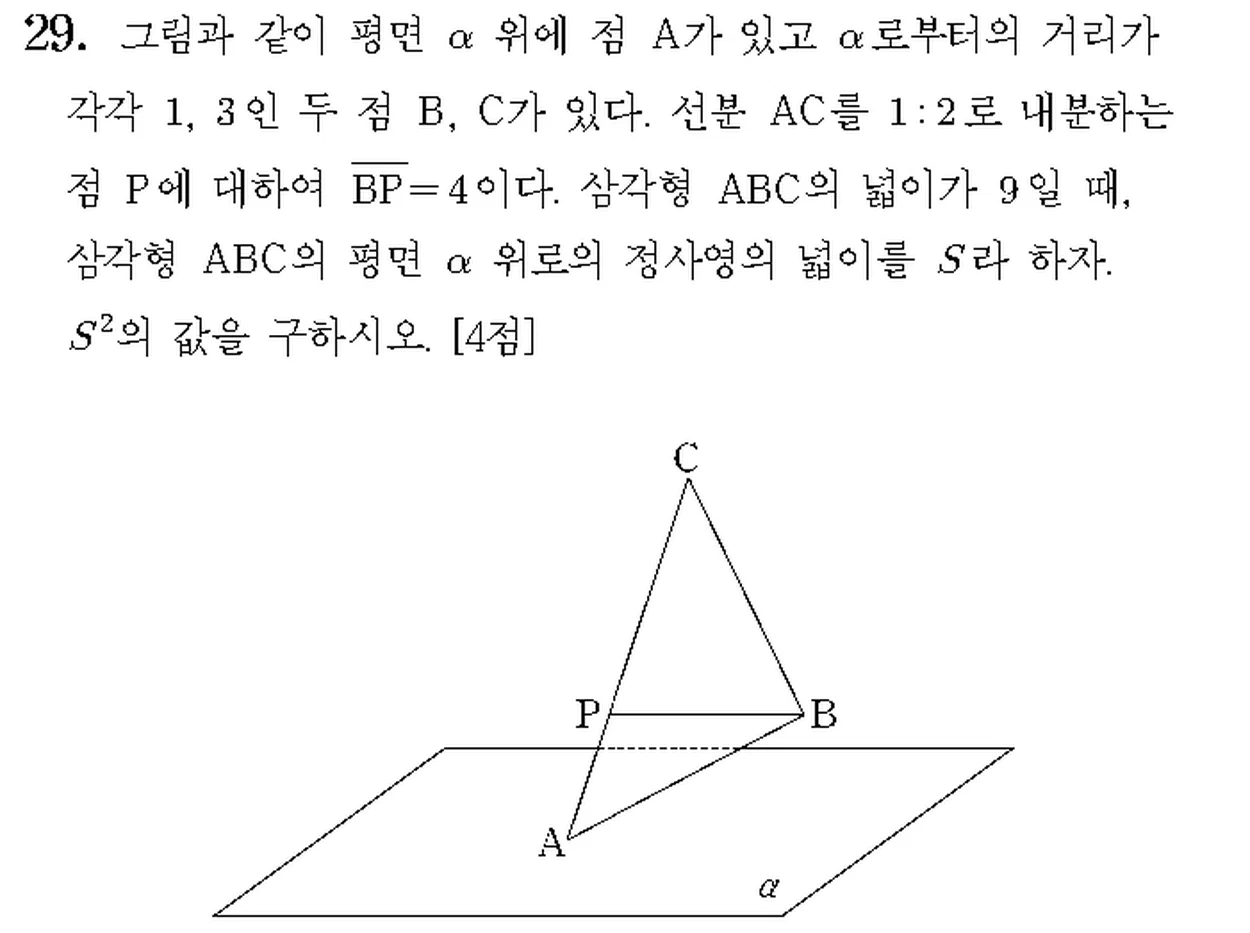 29. 그림과 같이 평면 α 위에 점 A가 있고 α로부터의 거리가
각각 1, 3인 두 점 B, C가 있다. 선분 AC를 1:2로 내분하는
점 P에 대하여 \overline{BP}=4이다. 삼각형 ABC의 넓이가 9일 때,
삼각형 ABC의 평면 α 위로의 정사영의 넓이를 S라 하자.
S²의 값을 구하시오. [4점]
C
P
B
A
α